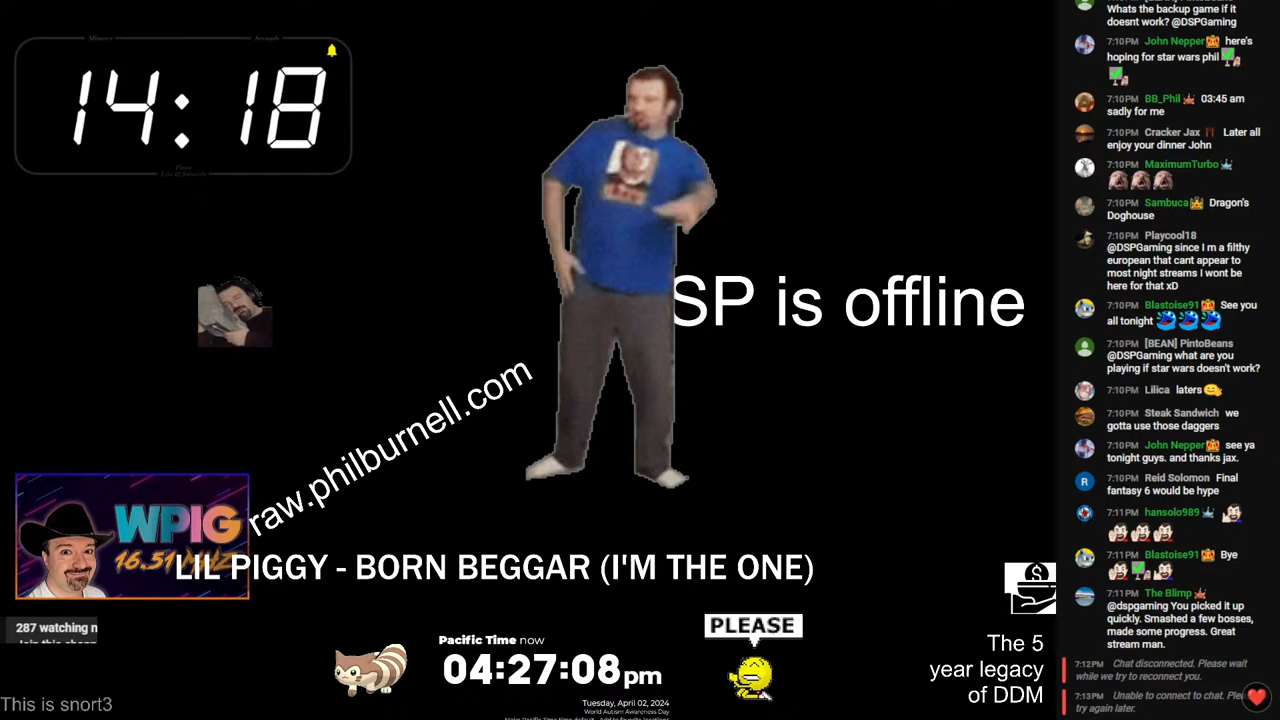 14:18
SP is offline
raw.philburnell.com
WPIG
16.51 MHZ
LIL PIGGY - BORN BEGGAR (I'M THE ONE)
287 watching n
This is snort3
Pacific Time now
04:27:08pm
Tuesday, April 02, 2024
World Autism Awareness Day
PLEASE
The 5
year legacy
of DDM
Whats the backup game if it
doesnt work? @DSPGaming
7:10PM John Nepper here's
hoping for star wars phil
7:10PM BB_Phil 03:45 am
sadly for me
7:10PM Cracker Jax Later all
enjoy your dinner John
7:10PM MaximumTurbo
7:10PM Sambuca Dragon's
Doghouse
7:10PM Playcool18
@DSPGaming since I m a filthy
european that cant appear to
most night streams I wont be
here for that xD
7:10PM Blastoise91 See you
all tonight
7:10PM [BEAN] PintoBeans
@DSPGaming what are you
playing if star wars doesn't work?
7:10PM Lilica laters
7:10PM Steak Sandwich we
gotta use those daggers
7:10PM John Nepper see ya
tonight guys. and thanks jax.
7:10PM Reid Solomon Final
fantasy 6 would be hype
7:11PM hansolo989
7:11PM Blastoise91 Bye
7:11PM The Blimp
@dspgaming You picked it up
quickly. Smashed a few bosses,
made some progress. Great
stream man.
7:12PM Chat disconnected. Please wait
while we try to reconnect you.
7:13PM Unable to connect to chat.
try again later.